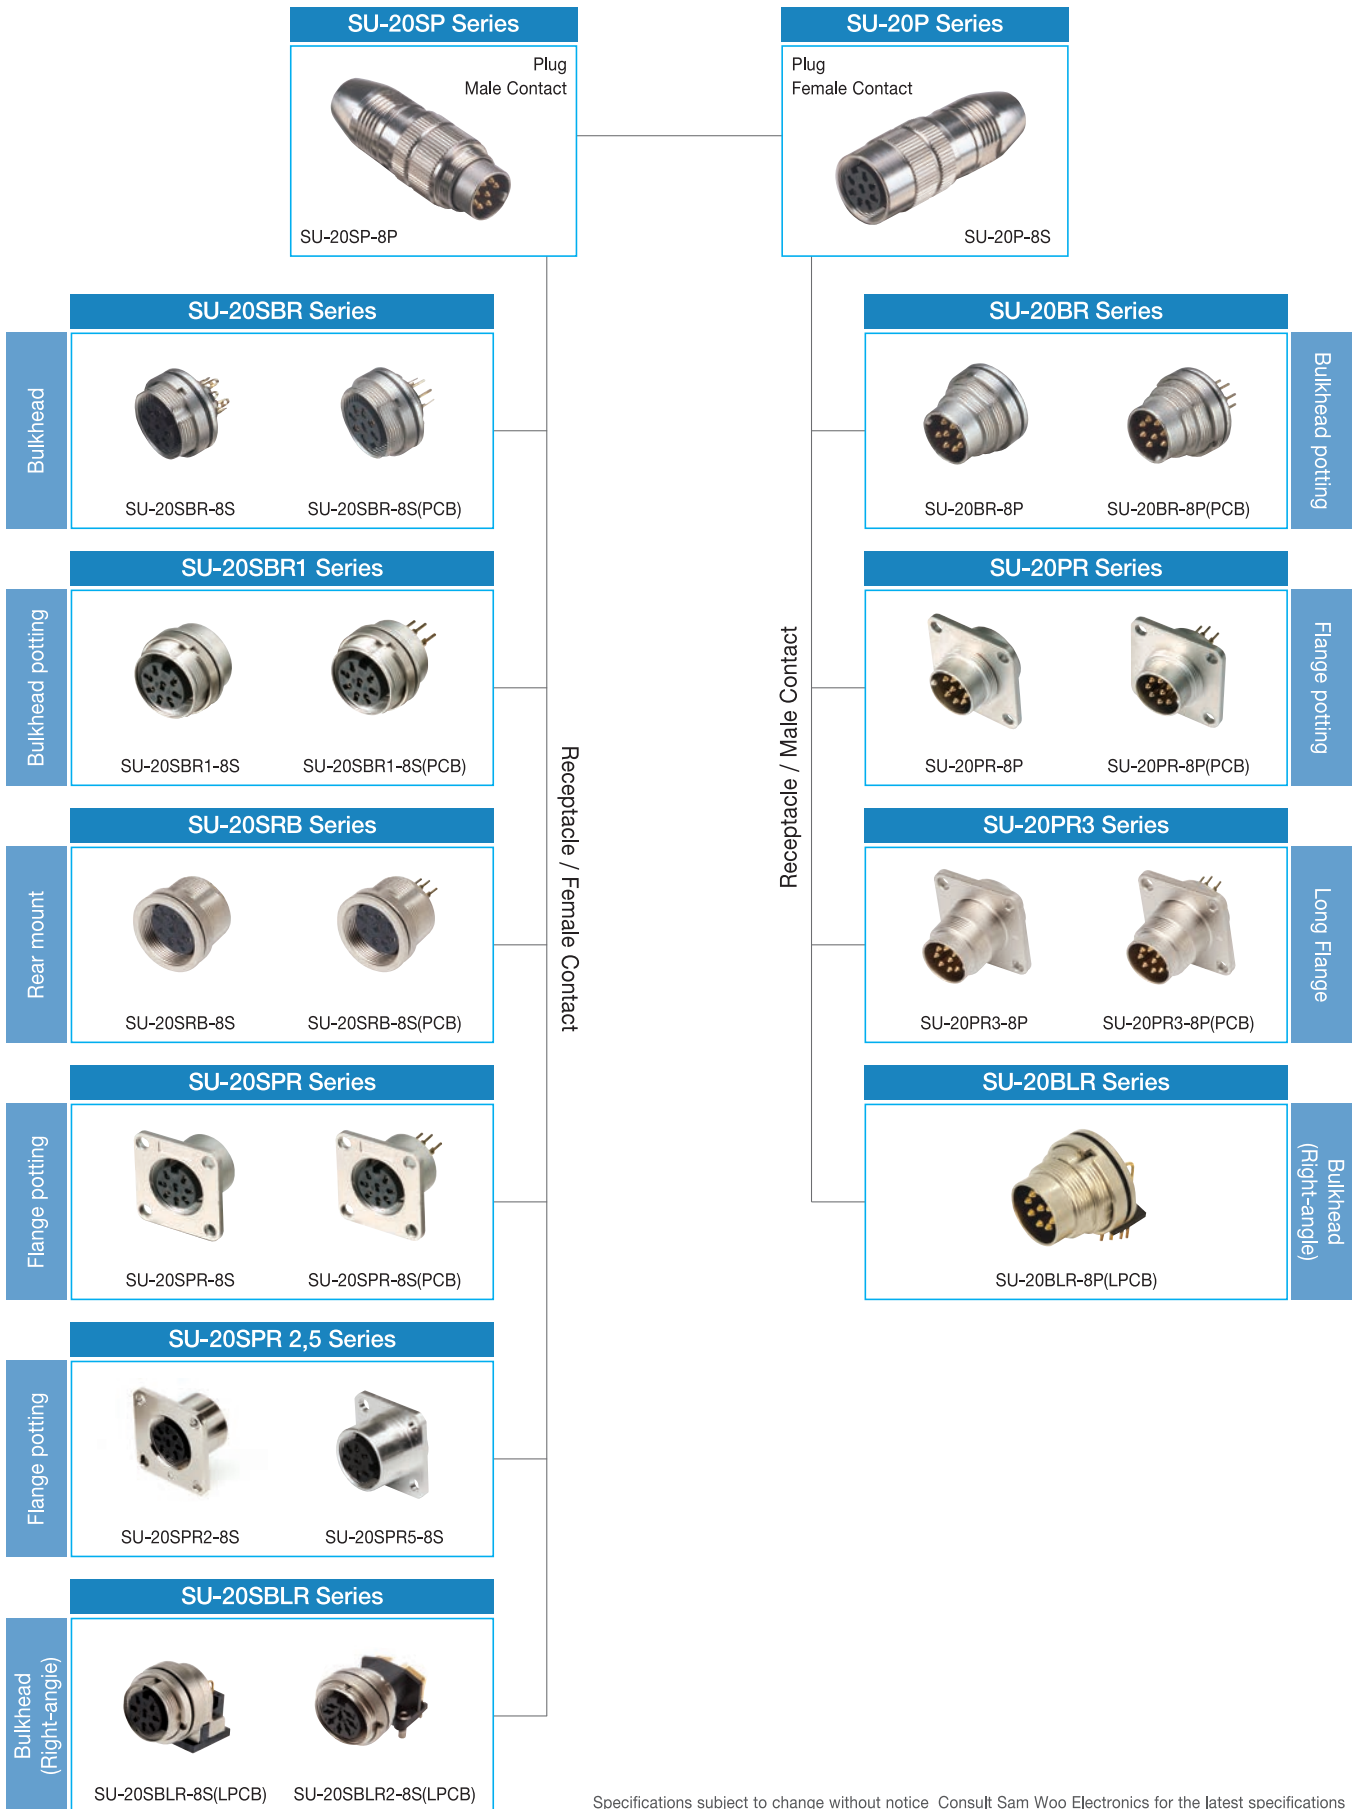 SU-20SP Series
Plug
Male Contact
SU-20SP-8P
SU-20P Series
Plug
Female Contact
SU-20P-8S
SU-20SBR Series
Bulkhead
SU-20SBR-8S
SU-20SBR-8S(PCB)
SU-20SBR1 Series
Bulkhead potting
SU-20SBR1-8S
SU-20SBR1-8S(PCB)
SU-20SRB Series
Rear mount
SU-20SRB-8S
SU-20SRB-8S(PCB)
SU-20SPR Series
Flange potting
SU-20SPR-8S
SU-20SPR-8S(PCB)
SU-20SPR 2,5 Series
Flange potting
SU-20SPR2-8S
SU-20SPR5-8S
SU-20SBLR Series
Bulkhead
(Right-angie)
SU-20SBLR-8S(LPCB)
SU-20SBLR2-8S(LPCB)
Receptacle / Female Contact
Receptacle / Male Contact
SU-20BR Series
Bulkhead potting
SU-20BR-8P
SU-20BR-8P(PCB)
SU-20PR Series
Flange potting
SU-20PR-8P
SU-20PR-8P(PCB)
SU-20PR3 Series
Long Flange
SU-20PR3-8P
SU-20PR3-8P(PCB)
SU-20BLR Series
Bulkhead
(Right-angle)
SU-20BLR-8P(LPCB)
Specifications subject to change without notice Consult Sam Woo Electronics for the latest specifications